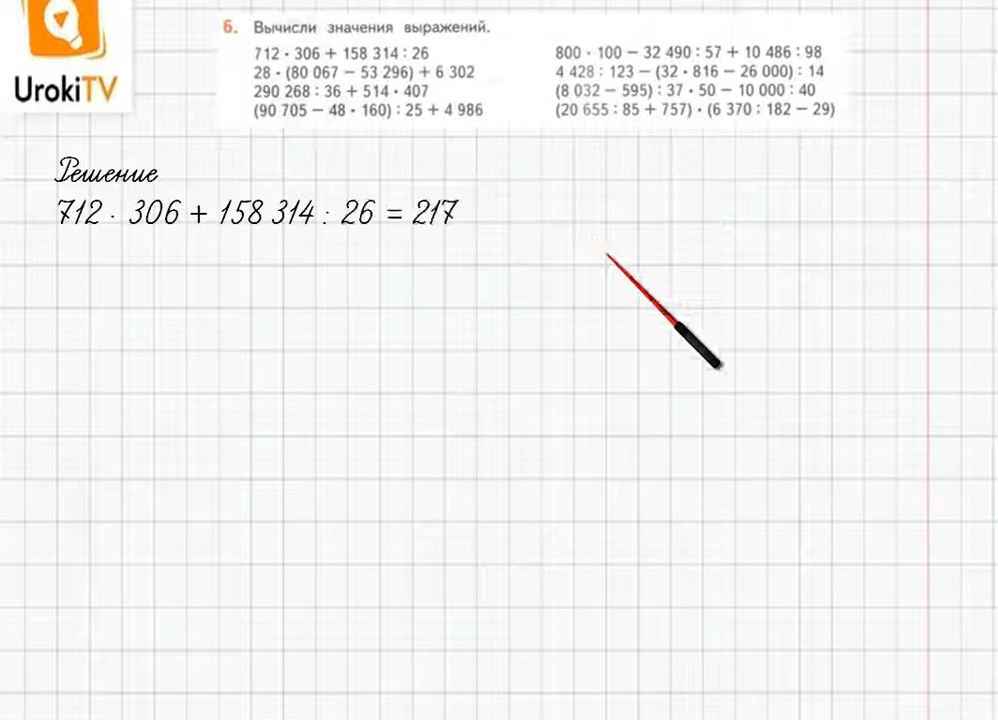 UrokiTV
6. Вычисли значения выражений.
712 · 306 + 158 314 : 26
28 · (80 067 − 53 296) + 6 302
290 268 : 36 + 514 · 407
(90 705 − 48 · 160) : 25 + 4 986
800 · 100 − 32 490 : 57 + 10 486 : 98
4 428 : 123 − (32 · 816 − 26 000) : 14
(8 032 − 595) : 37 · 50 − 10 000 : 40
(20 655 : 85 + 757) · (6 370 : 182 − 29)
Решение
712 · 306 + 158 314 : 26 = 217